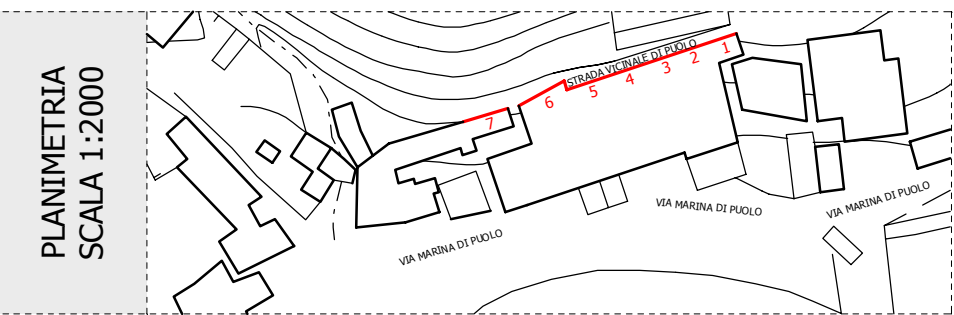 PLANIMETRIA
SCALA 1:2000
STRADA VICINALE DI PUOLO
1
2
3
4
5
6
7
VIA MARINA DI PUOLO
VIA MARINA DI PUOLO
VIA MARINA DI PUOLO